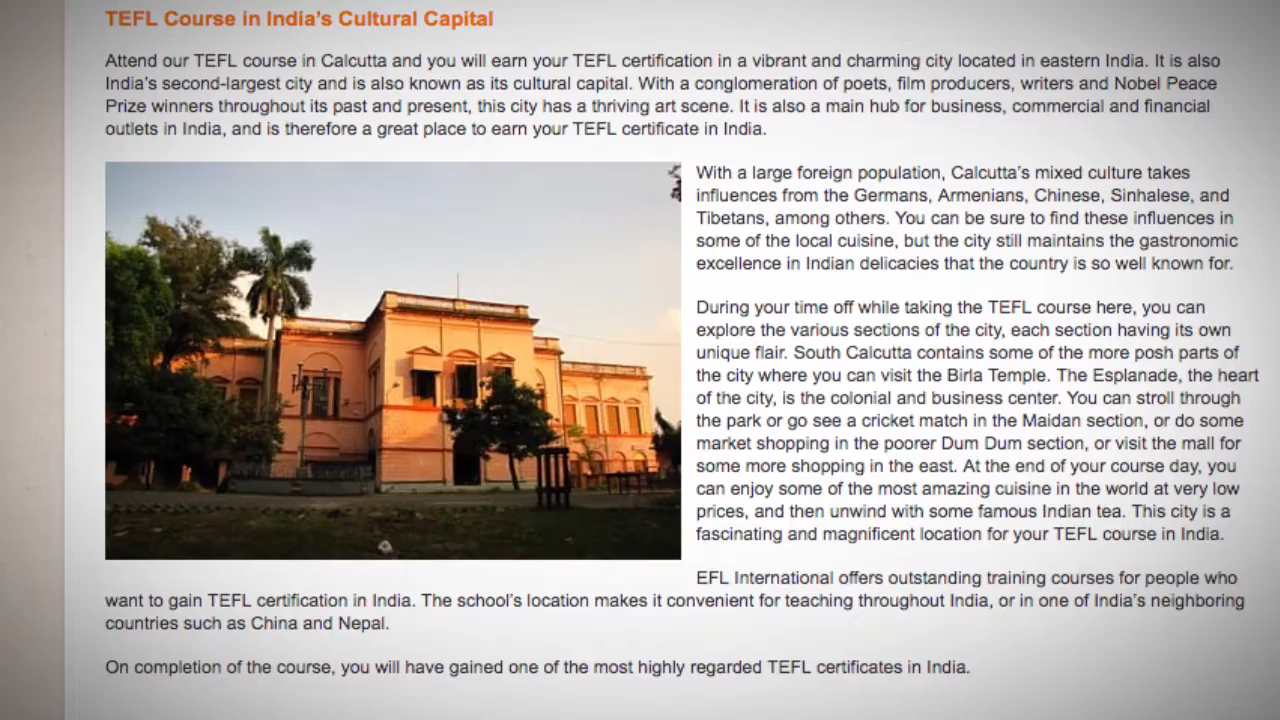 TEFL Course in India's Cultural Capital
Attend our TEFL course in Calcutta and you will earn your TEFL certification in a vibrant and charming city located in eastern India. It is also
India's second-largest city and is also known as its cultural capital. With a conglomeration of poets, film producers, writers and Nobel Peace
Prize winners throughout its past and present, this city has a thriving art scene. It is also a main hub for business, commercial and financial
outlets in India, and is therefore a great place to earn your TEFL certificate in India.
With a large foreign population, Calcutta's mixed culture takes
influences from the Germans, Armenians, Chinese, Sinhalese, and
Tibetans, among others. You can be sure to find these influences in
some of the local cuisine, but the city still maintains the gastronomic
excellence in Indian delicacies that the country is so well known for.
During your time off while taking the TEFL course here, you can
explore the various sections of the city, each section having its own
unique flair. South Calcutta contains some of the more posh parts of
the city where you can visit the Birla Temple. The Esplanade, the heart
of the city, is the colonial and business center. You can stroll through
the park or go see a cricket match in the Maidan section, or do some
market shopping in the poorer Dum Dum section, or visit the mall for
some more shopping in the east. At the end of your course day, you
can enjoy some of the most amazing cuisine in the world at very low
prices, and then unwind with some famous Indian tea. This city is a
fascinating and magnificent location for your TEFL course in India.
EFL International offers outstanding training courses for people who
want to gain TEFL certification in India. The school's location makes it convenient for teaching throughout India, or in one of India's neighboring
countries such as China and Nepal.
On completion of the course, you will have gained one of the most highly regarded TEFL certificates in India.